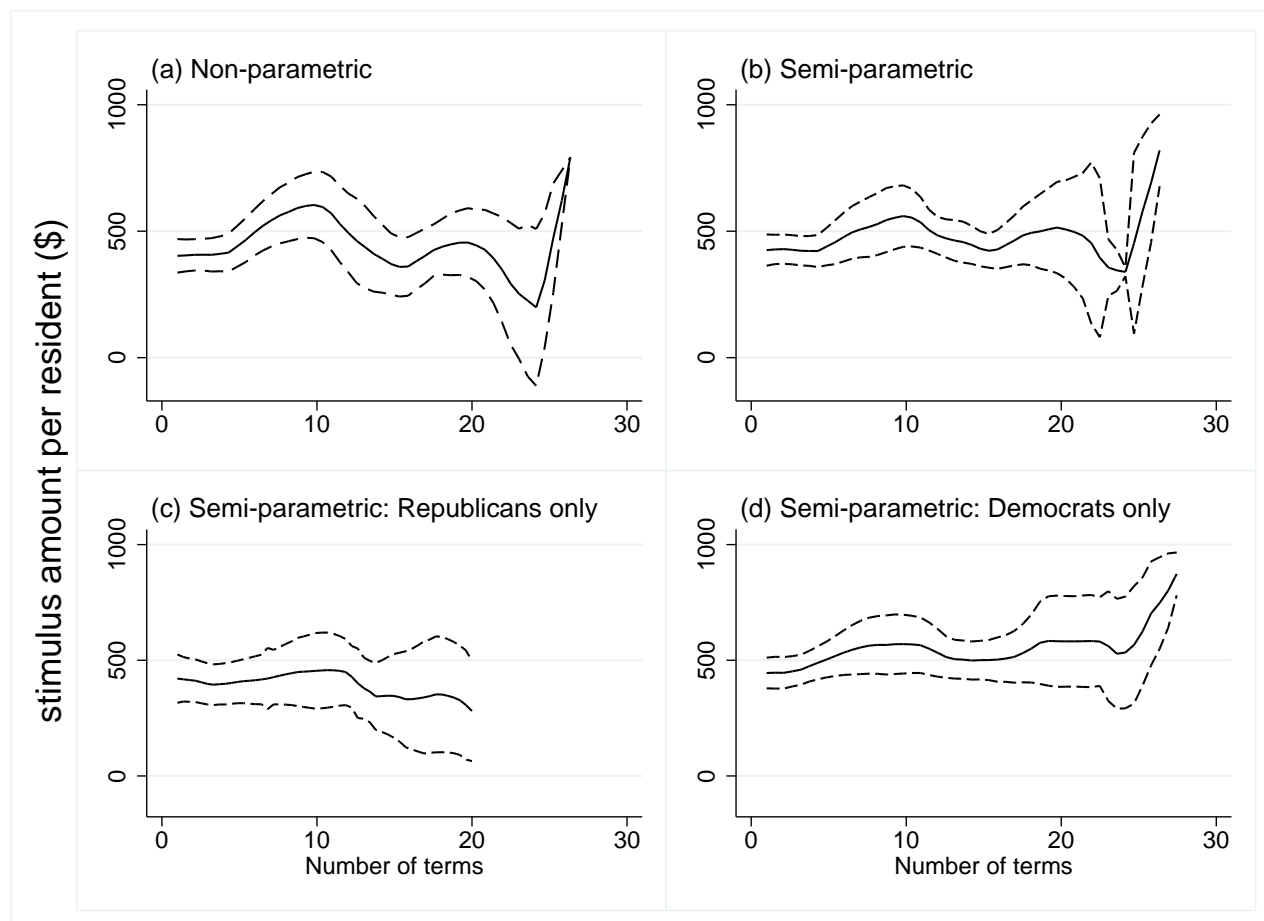 stimulus amount per resident ($)
(a) Non-parametric
1000
500
0
0 10 20 30
(b) Semi-parametric
1000
500
0
0 10 20 30
(c) Semi-parametric: Republicans only
1000
500
0
0 10 20 30
Number of terms
(d) Semi-parametric: Democrats only
1000
500
0
0 10 20 30
Number of terms